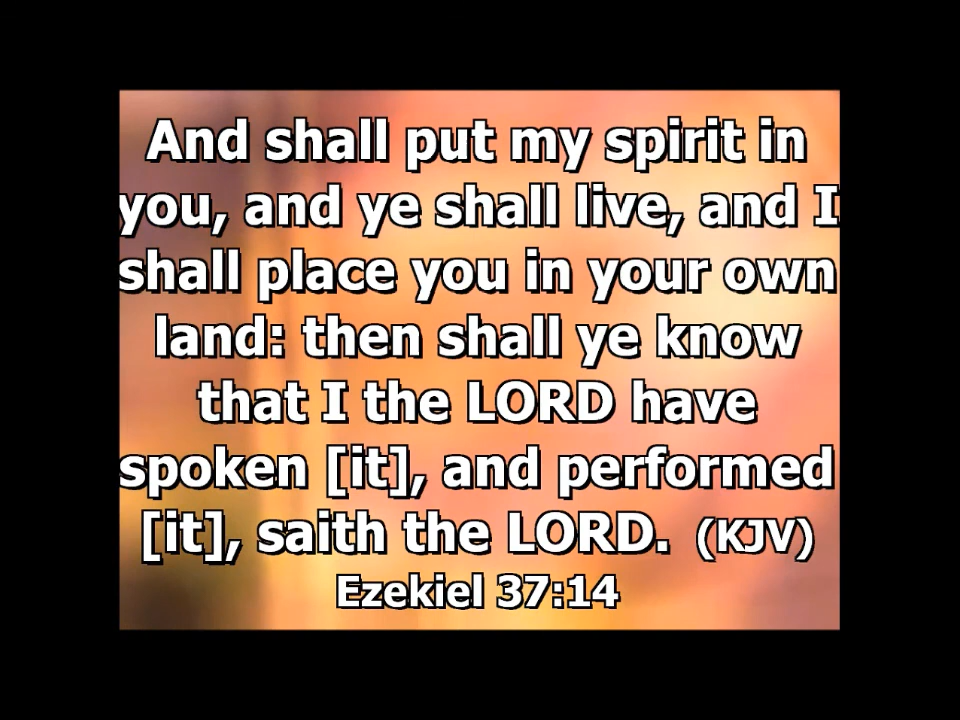 And shall put my spirit in
you, and ye shall live, and I
shall place you in your own
land: then shall ye know
that I the LORD have
spoken [it], and performed
[it], saith the LORD. (KJV)
Ezekiel 37:14